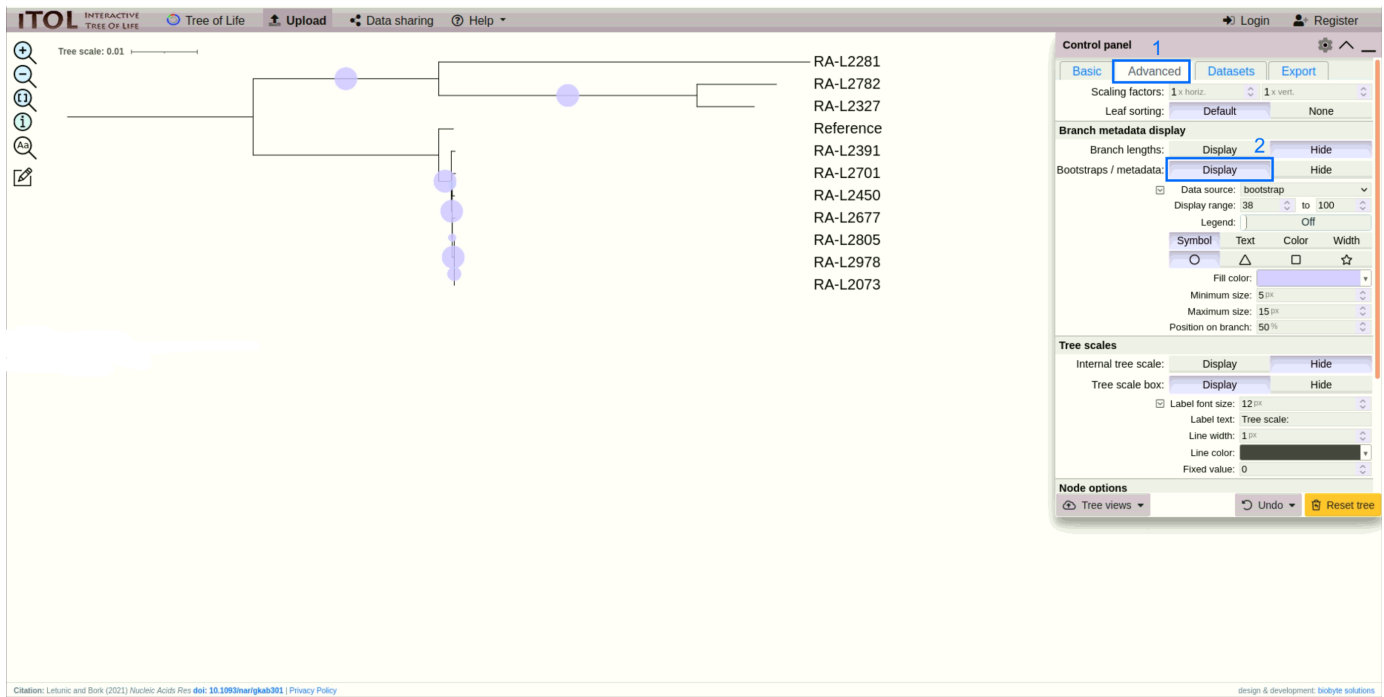 iTOL INTERACTIVE TREE OF LIFE Tree of Life Upload Data sharing Help Login Register
Tree scale: 0.01
RA-L2281
RA-L2782
RA-L2327
Reference
RA-L2391
RA-L2701
RA-L2450
RA-L2677
RA-L2805
RA-L2978
RA-L2073
Control panel 1
Basic Advanced Datasets Export
Scaling factors: 1 x horiz. 1 x vert.
Leaf sorting: Default None
Branch metadata display
Branch lengths: Display 2 Hide
Bootstraps / metadata: Display Hide
Data source: bootstrap
Display range: 38 to 100
Legend: Off
Symbol Text Color Width
Fill color:
Minimum size: 5 px
Maximum size: 15 px
Position on branch: 50 %
Tree scales
Internal tree scale: Display Hide
Tree scale box: Display Hide
Label font size: 12 px
Label text: Tree scale:
Line width: 1 px
Line color:
Fixed value: 0
Node options
Tree views Undo Reset tree
Aa
Citation: Letunic and Bork (2021) Nucleic Acids Res doi: 10.1093/nar/gkab301 | Privacy Policy
design & development: biobyte solutions